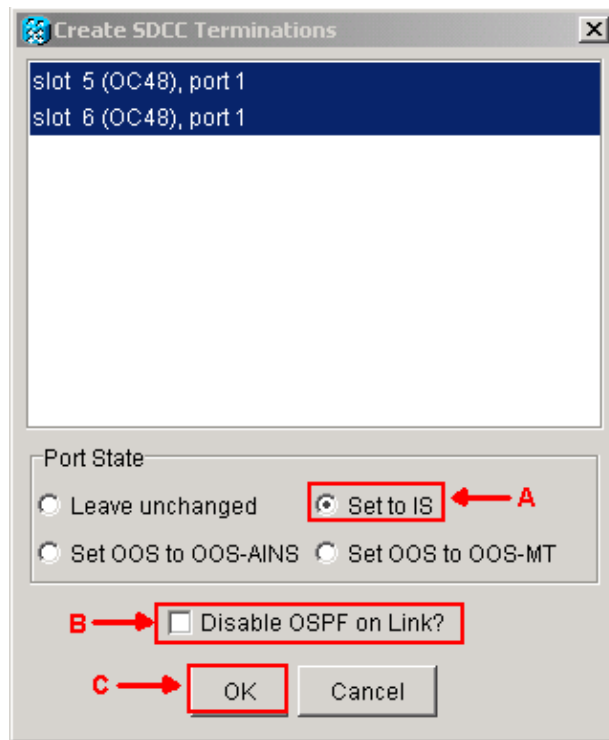 Create SDCC Terminations
slot 5 (OC48), port 1
slot 6 (OC48), port 1
Port State
Leave unchanged
Set to IS
A
Set OOS to OOS-AINS
Set OOS to OOS-MT
B
Disable OSPF on Link?
C
OK
Cancel